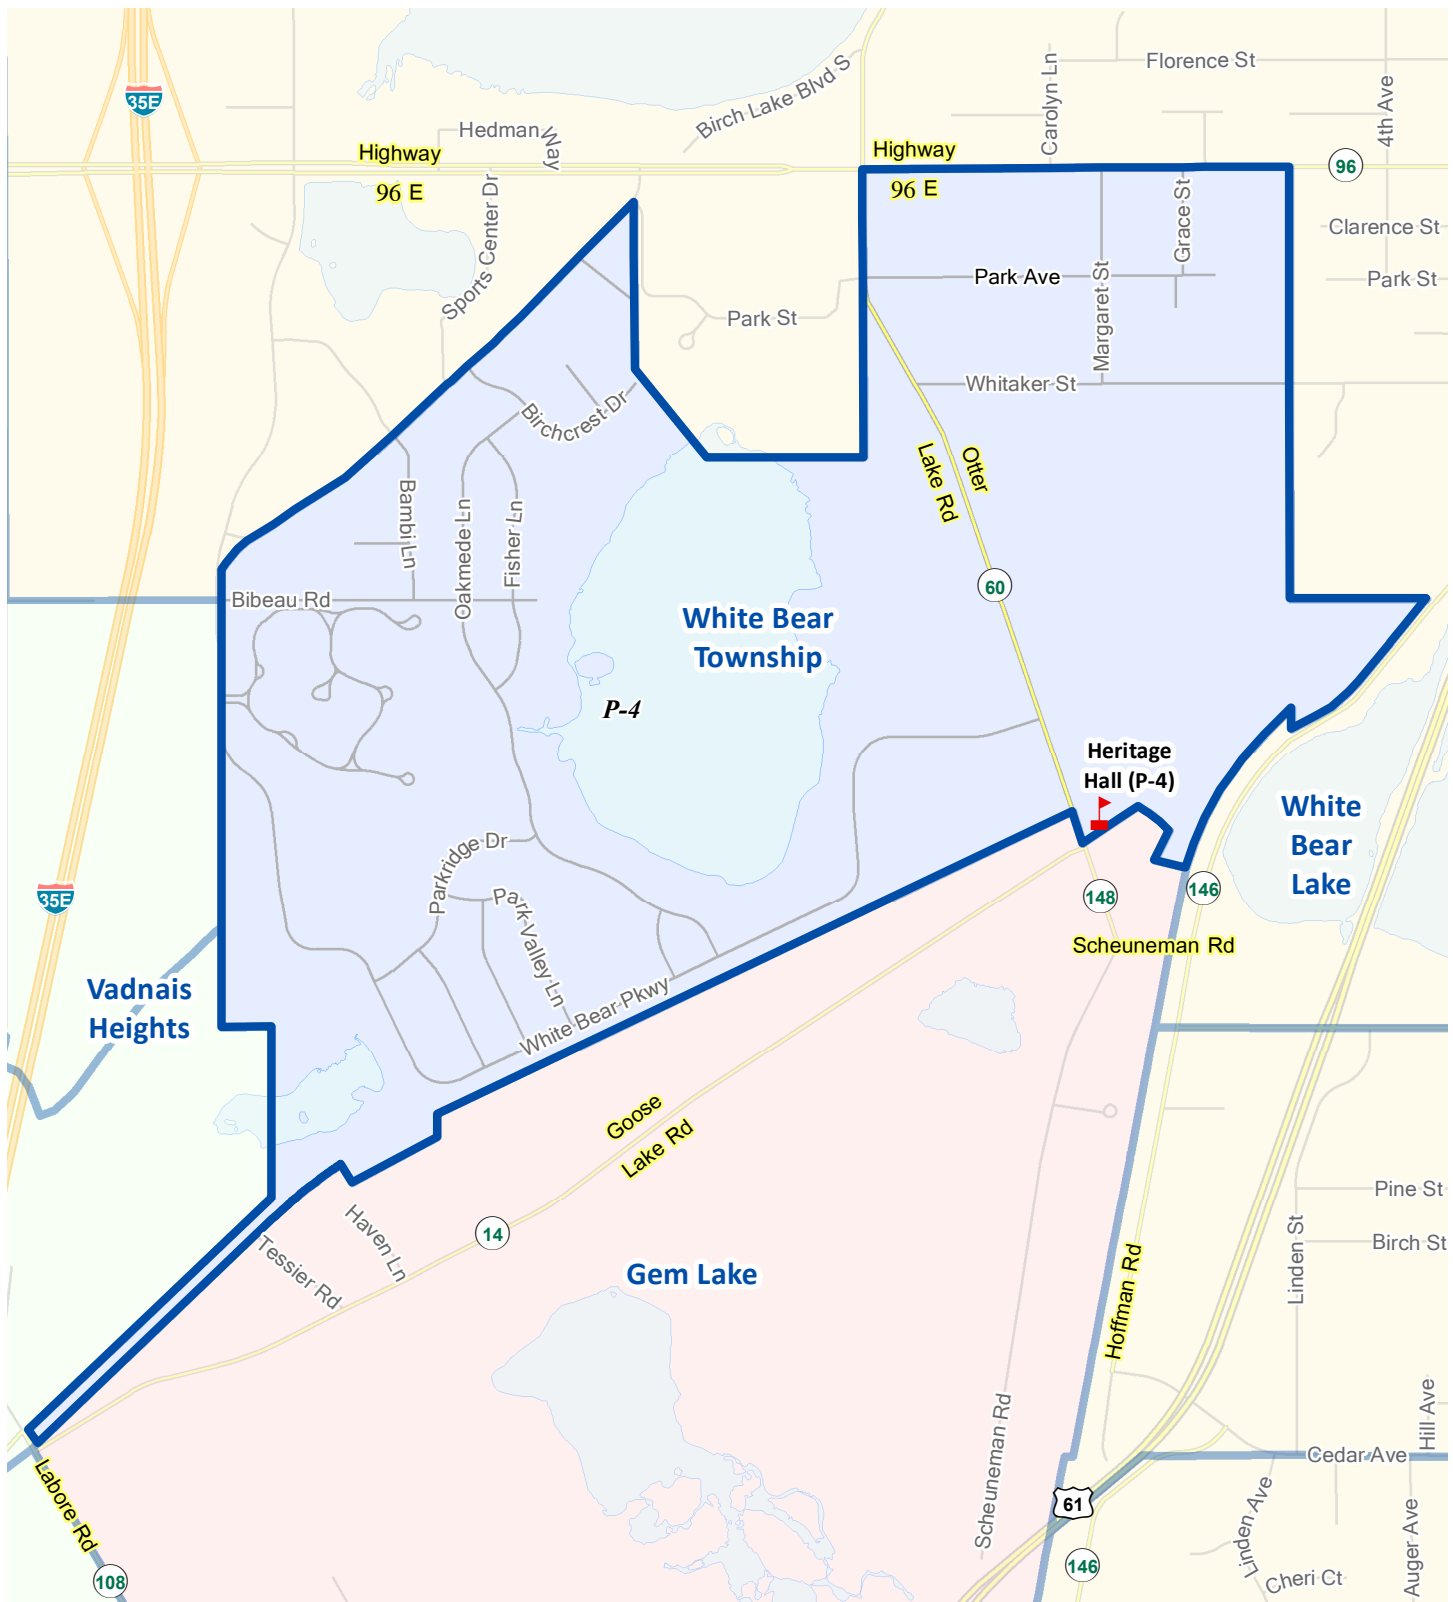 Florence St
Carolyn Ln
4th Ave
Birch Lake Blvd S
35E
Hedman
Way
Highway
96 E
Highway
96 E
96
Sports Center Dr
Grace St
Clarence St
Park Ave
Park St
Margaret St
Park St
Whitaker St
Birchcrest Dr
Otter
Lake Rd
Bambi Ln
Oakmede Ln
Fisher Ln
60
Bibeau Rd
White Bear
Township
P-4
Heritage
Hall (P-4)
White
Bear
Lake
Parkridge Dr
Park Valley Ln
35E
148
146
Scheuneman Rd
Vadnais
Heights
White Bear Pkwy
Goose
Lake Rd
Pine St
Haven Ln
14
Tessier Rd
Birch St
Linden St
Gem Lake
Hoffman Rd
Scheuneman Rd
Hill Ave
Cedar Ave
Labore Rd
61
Linden Ave
Auger Ave
146
108
Cheri Ct